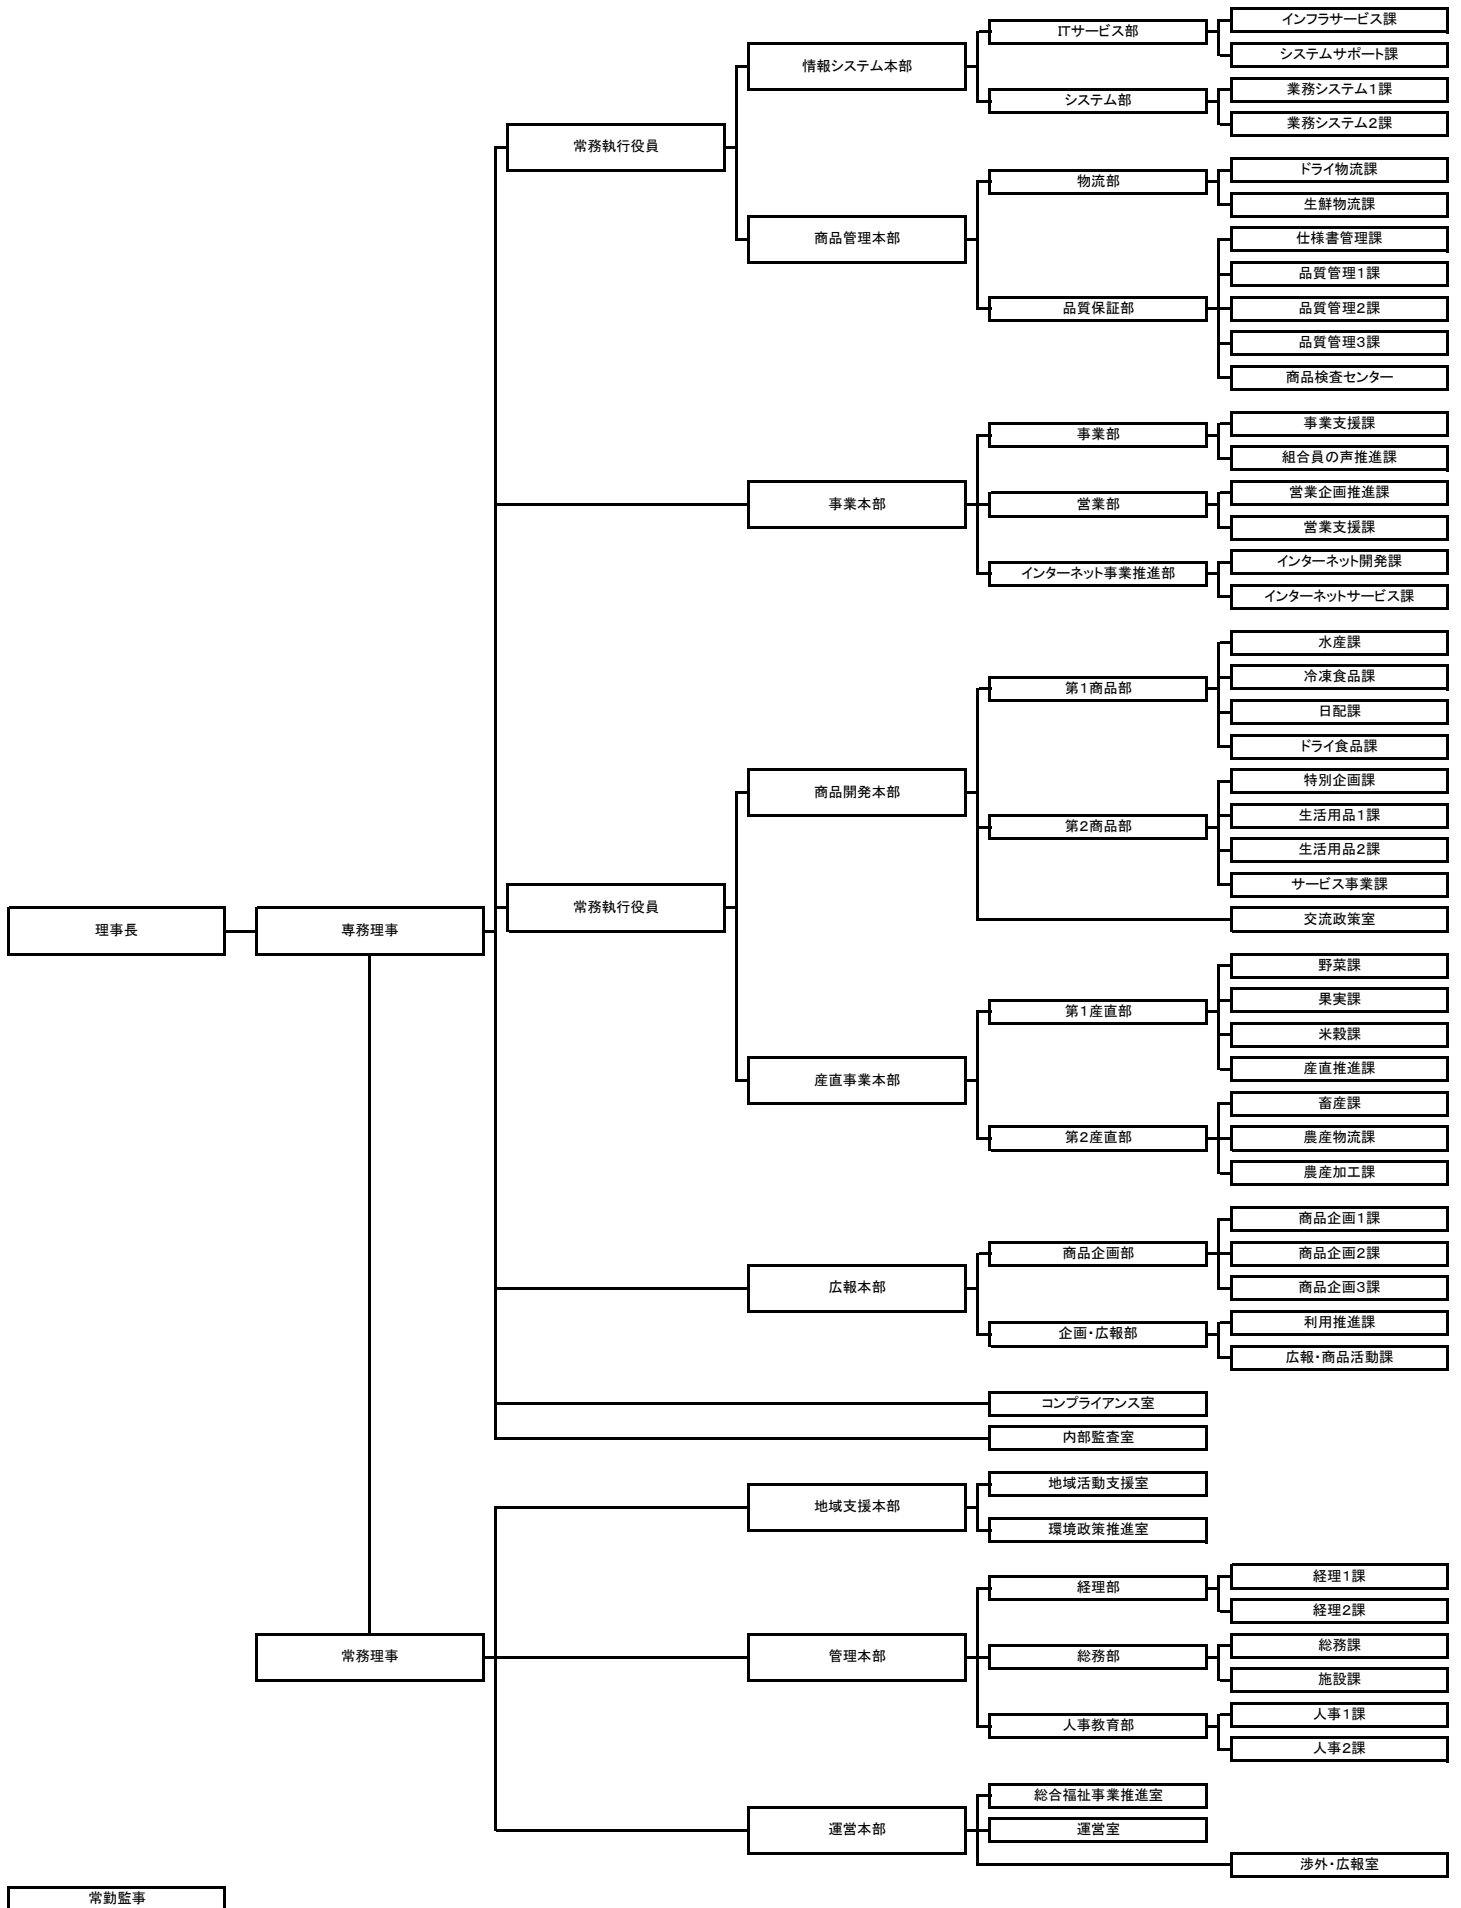 インフラサービス課
ITサービス部
システムサポート課
情報システム本部
業務システム1課
システム部
業務システム2課
常務執行役員
ドライ物流課
物流部
生鮮物流課
商品管理本部
仕様書管理課
品質管理1課
品質保証部
品質管理2課
品質管理3課
商品検査センター
事業支援課
事業部
組合員の声推進課
営業企画推進課
事業本部
営業部
営業支援課
インターネット開発課
インターネット事業推進部
インターネットサービス課
水産課
冷凍食品課
第1商品部
日配課
ドライ食品課
商品開発本部
特別企画課
生活用品1課
第2商品部
生活用品2課
サービス事業課
常務執行役員
交流政策室
理事長
専務理事
野菜課
果実課
第1産直部
米穀課
産直推進課
産直事業本部
畜産課
第2産直部
農産物流課
農産加工課
商品企画1課
商品企画部
商品企画2課
広報本部
商品企画3課
利用推進課
企画・広報部
広報・商品活動課
コンプライアンス室
内部監査室
地域活動支援室
地域支援本部
環境政策推進室
経理1課
経理部
経理2課
総務課
常務理事
管理本部
総務部
施設課
人事1課
人事教育部
人事2課
総合福祉事業推進室
運営本部
運営室
渉外・広報室
常勤監事